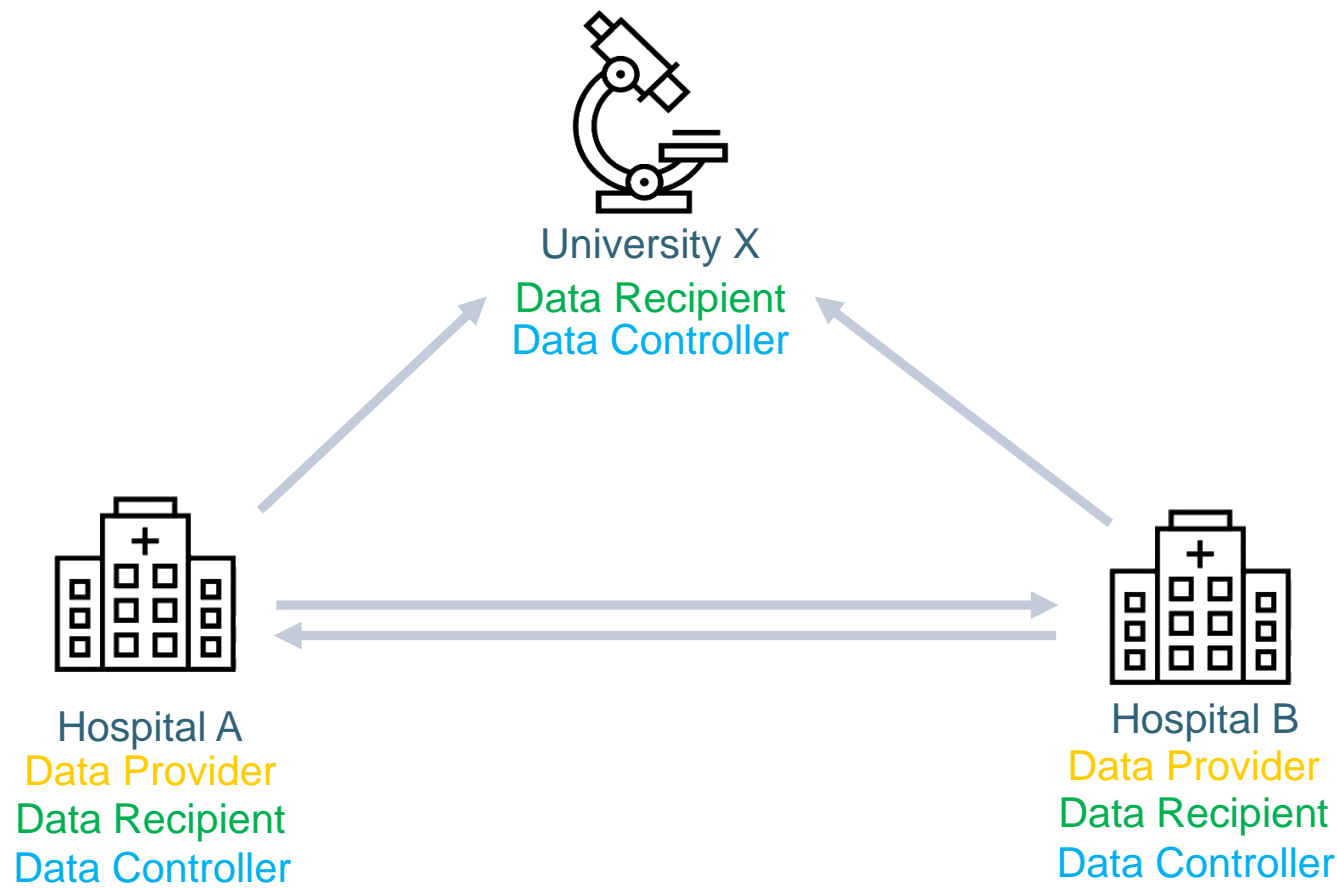 University X
Data Recipient
Data Controller
Hospital A
Data Provider
Data Recipient
Data Controller
Hospital B
Data Provider
Data Recipient
Data Controller